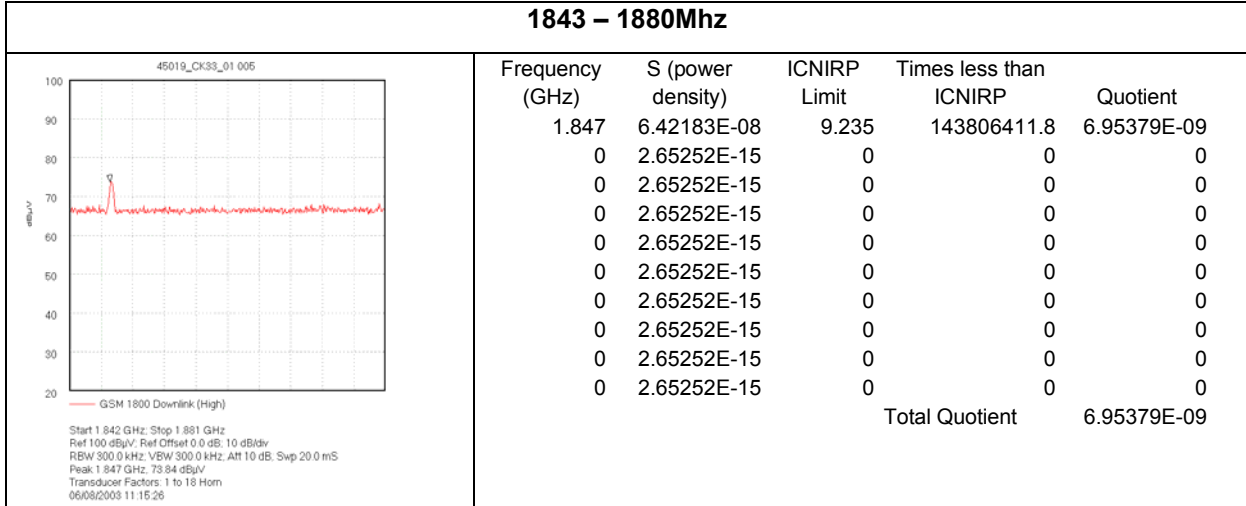 1843 – 1880Mhz
45019_CK33_01 005
100
90
80
70
60
50
40
30
20
dBµV
GSM 1800 Downlink (High)
Start 1.842 GHz; Stop 1.881 GHz
Ref 100 dBµV; Ref Offset 0.0 dB; 10 dB/div
RBW 300.0 kHz; VBW 300.0 kHz; Att 10 dB; Swp 20.0 mS
Peak 1.847 GHz, 73.84 dBµV
Transducer Factors: 1 to 18 Horn
06/08/2003 11:15:26
Frequency S (power ICNIRP Times less than
(GHz) density) Limit ICNIRP Quotient
1.847 6.42183E-08 9.235 143806411.8 6.95379E-09
0 2.65252E-15 0 0 0
0 2.65252E-15 0 0 0
0 2.65252E-15 0 0 0
0 2.65252E-15 0 0 0
0 2.65252E-15 0 0 0
0 2.65252E-15 0 0 0
0 2.65252E-15 0 0 0
0 2.65252E-15 0 0 0
0 2.65252E-15 0 0 0
Total Quotient 6.95379E-09